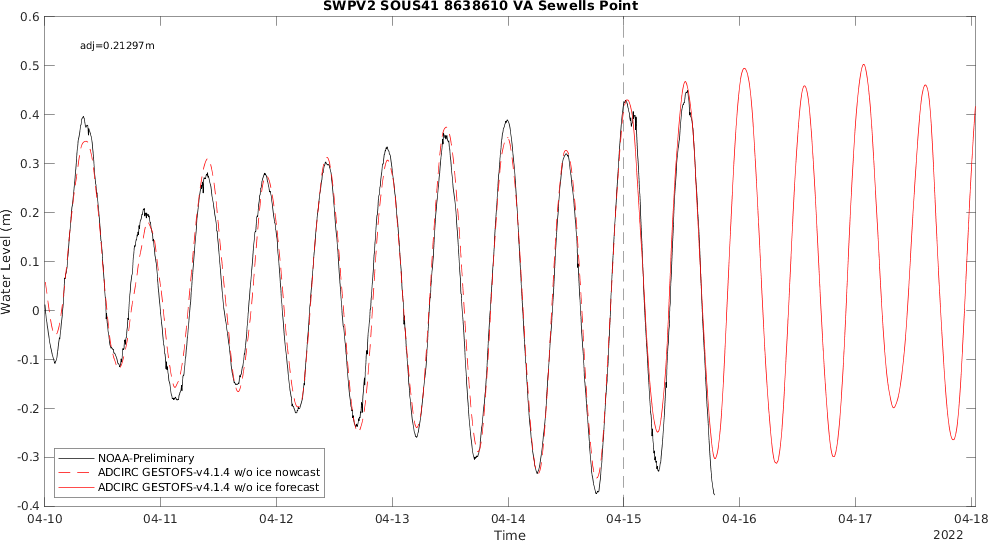 SWPV2 SOUS41 8638610 VA Sewells Point
adj=0.21297m
0.6
0.5
0.4
0.3
0.2
0.1
0
-0.1
-0.2
-0.3
-0.4
Water Level (m)
NOAA-Preliminary
ADCIRC GESTOFS-v4.1.4 w/o ice nowcast
ADCIRC GESTOFS-v4.1.4 w/o ice forecast
04-10 04-11 04-12 04-13 04-14 04-15 04-16 04-17 04-18
Time
2022